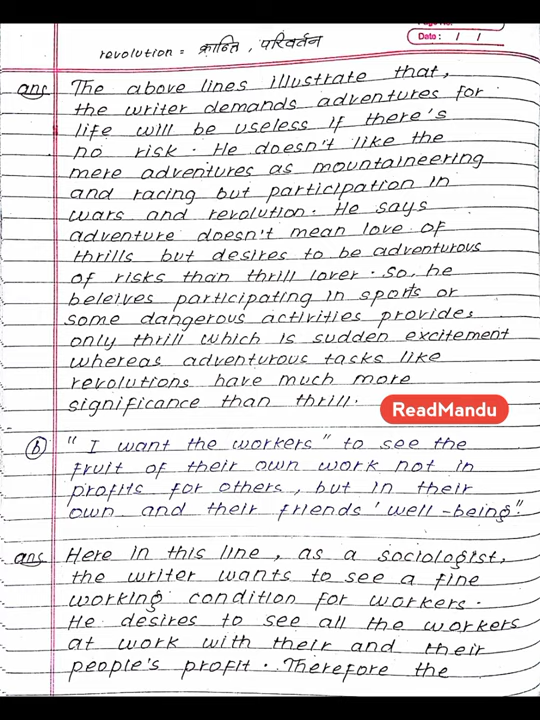 Page No.
Date: / /
revolution = क्रान्ति , परिवर्तन
ans The above lines illustrate that,
the writer demands adventures for
life will be useless if there's
no risk. He doesn't like the
mere adventures as mountaineering
and racing but participation in
wars and revolution. He says
adventure doesn't mean love of
thrills but desires to be adventurous
of risks than thrill lover. So, he
beleives participating in sports or
some dangerous activities provides
only thrill which is sudden excitement
whereas adventurous tasks like
revolutions have much more
significance than thrill.
ReadMandu
(b) "I want the workers" to see the
fruit of their own work not in
profits for others, but in their
own and their friends' well-being".
ans Here in this line, as a sociologist,
the writer wants to see a fine
working condition for workers.
He desires to see all the workers
at work with their and their
people's profit. Therefore the